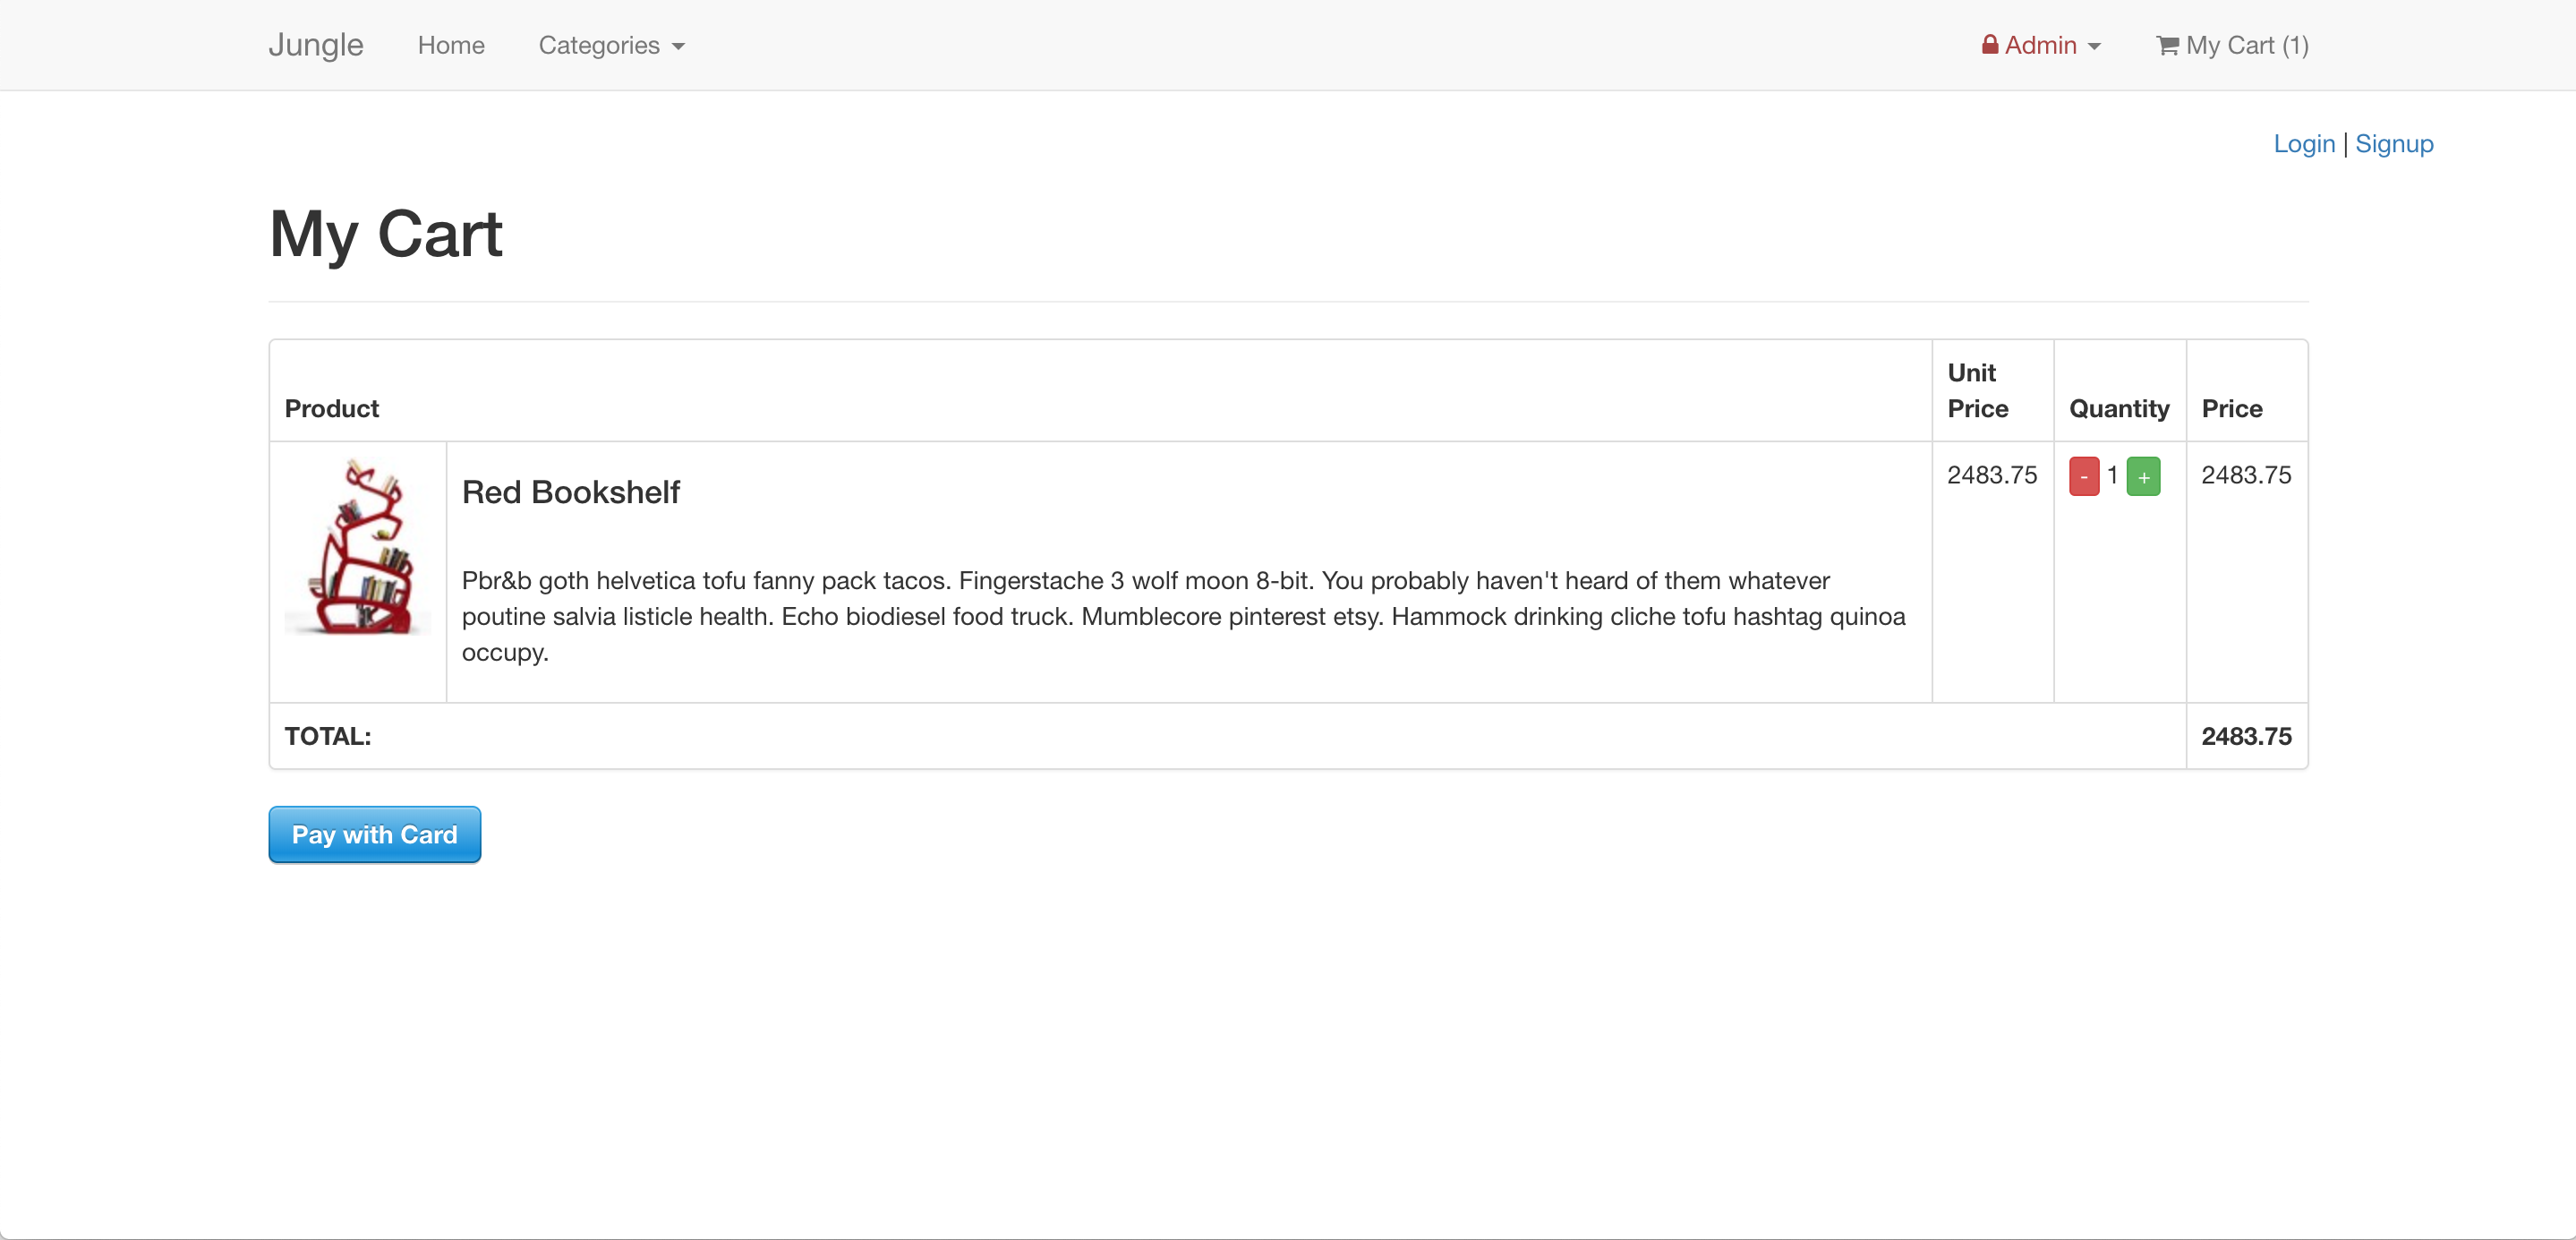 Jungle Home Categories Admin My Cart (1)
Login | Signup
My Cart
Product Unit Price Quantity Price
Red Bookshelf 2483.75 - 1 + 2483.75
Pbr&b goth helvetica tofu fanny pack tacos. Fingerstache 3 wolf moon 8-bit. You probably haven't heard of them whatever
poutine salvia listicle health. Echo biodiesel food truck. Mumblecore pinterest etsy. Hammock drinking cliche tofu hashtag quinoa
occupy.
TOTAL: 2483.75
Pay with Card